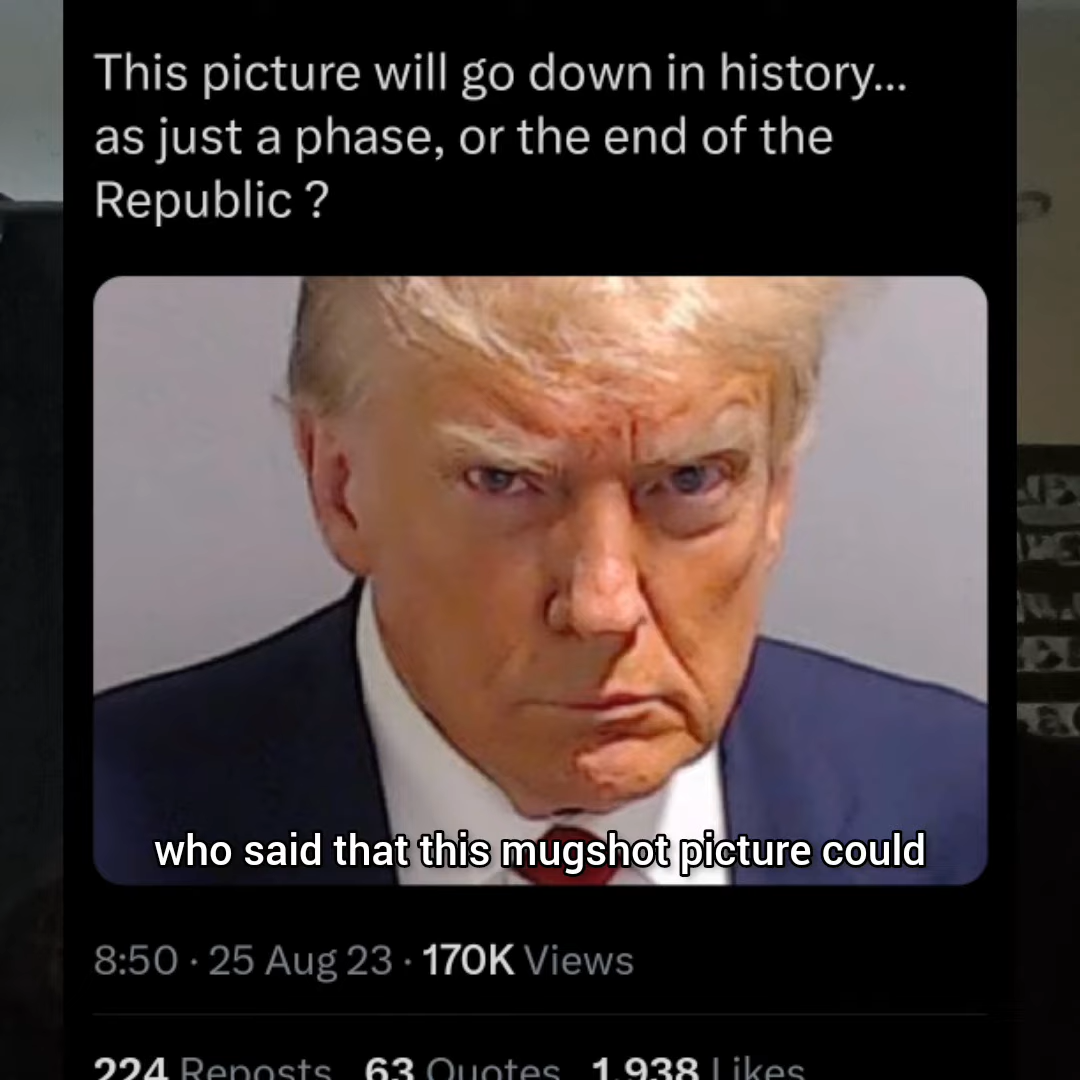 This picture will go down in history...
as just a phase, or the end of the
Republic ?
who said that this mugshot picture could
8:50 · 25 Aug 23 · 170K Views
224 Reposts 63 Quotes 1,938 Likes